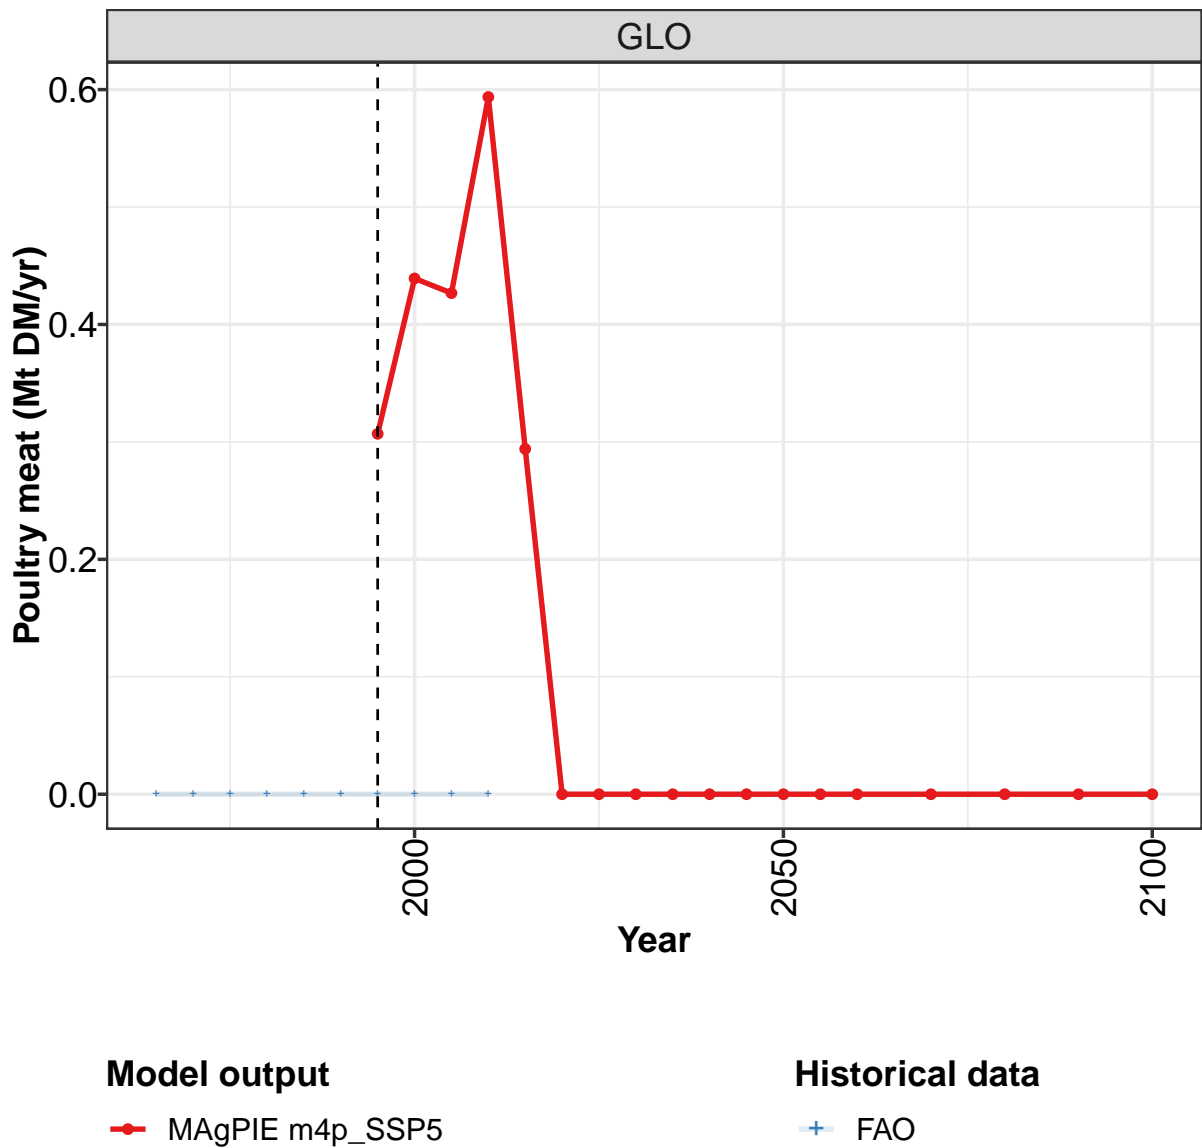 GLO
0.6
0.4
0.2
0.0
Poultry meat (Mt DM/yr)
2000
2050
2100
Year
Model output
MAgPIE m4p_SSP5
Historical data
FAO